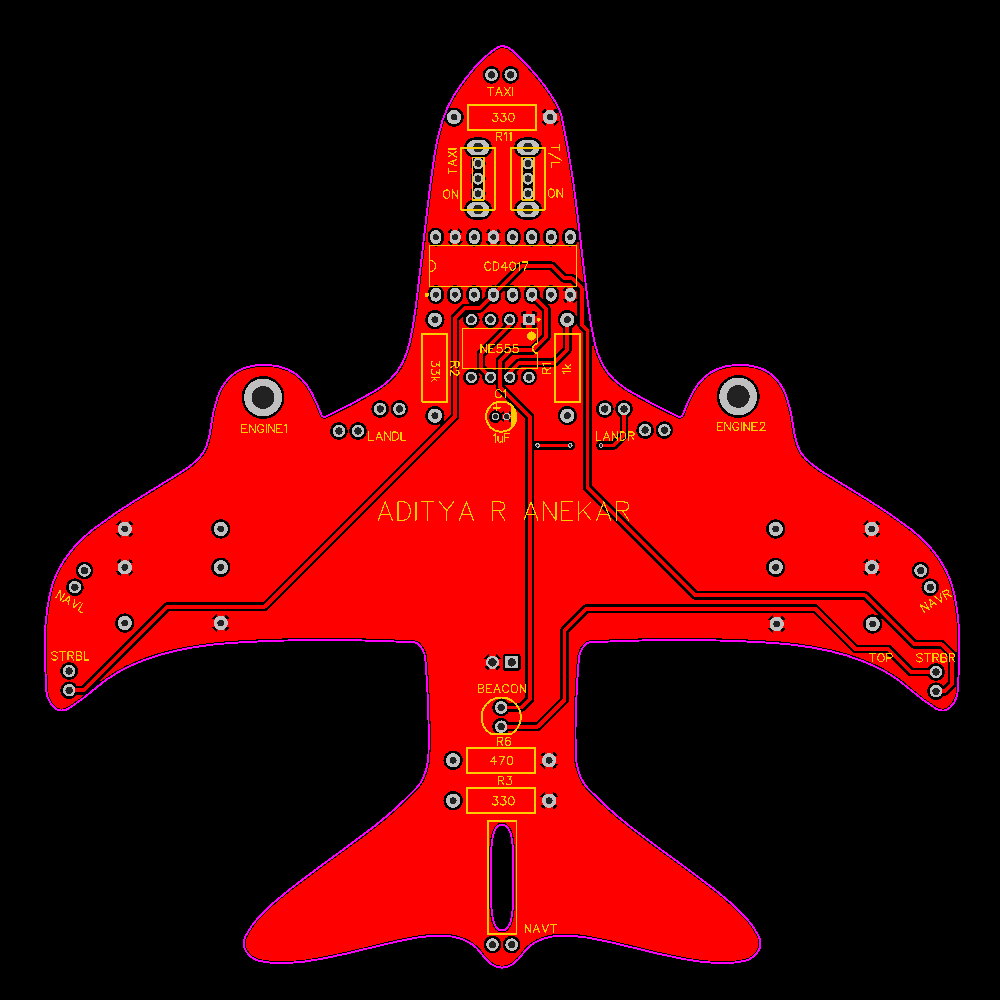 TAXI
330
R11
TAXI
T/L
ON
ON
CD4017
NE555
33k
R2
R1
1k
C1
+
1uF
ENGINE1
LANDL
LANDR
ENGINE2
ADITYA R ANEKAR
NAVL
NAVR
STRBL
TOP
STRBR
BEACON
R6
470
R3
330
NAVT